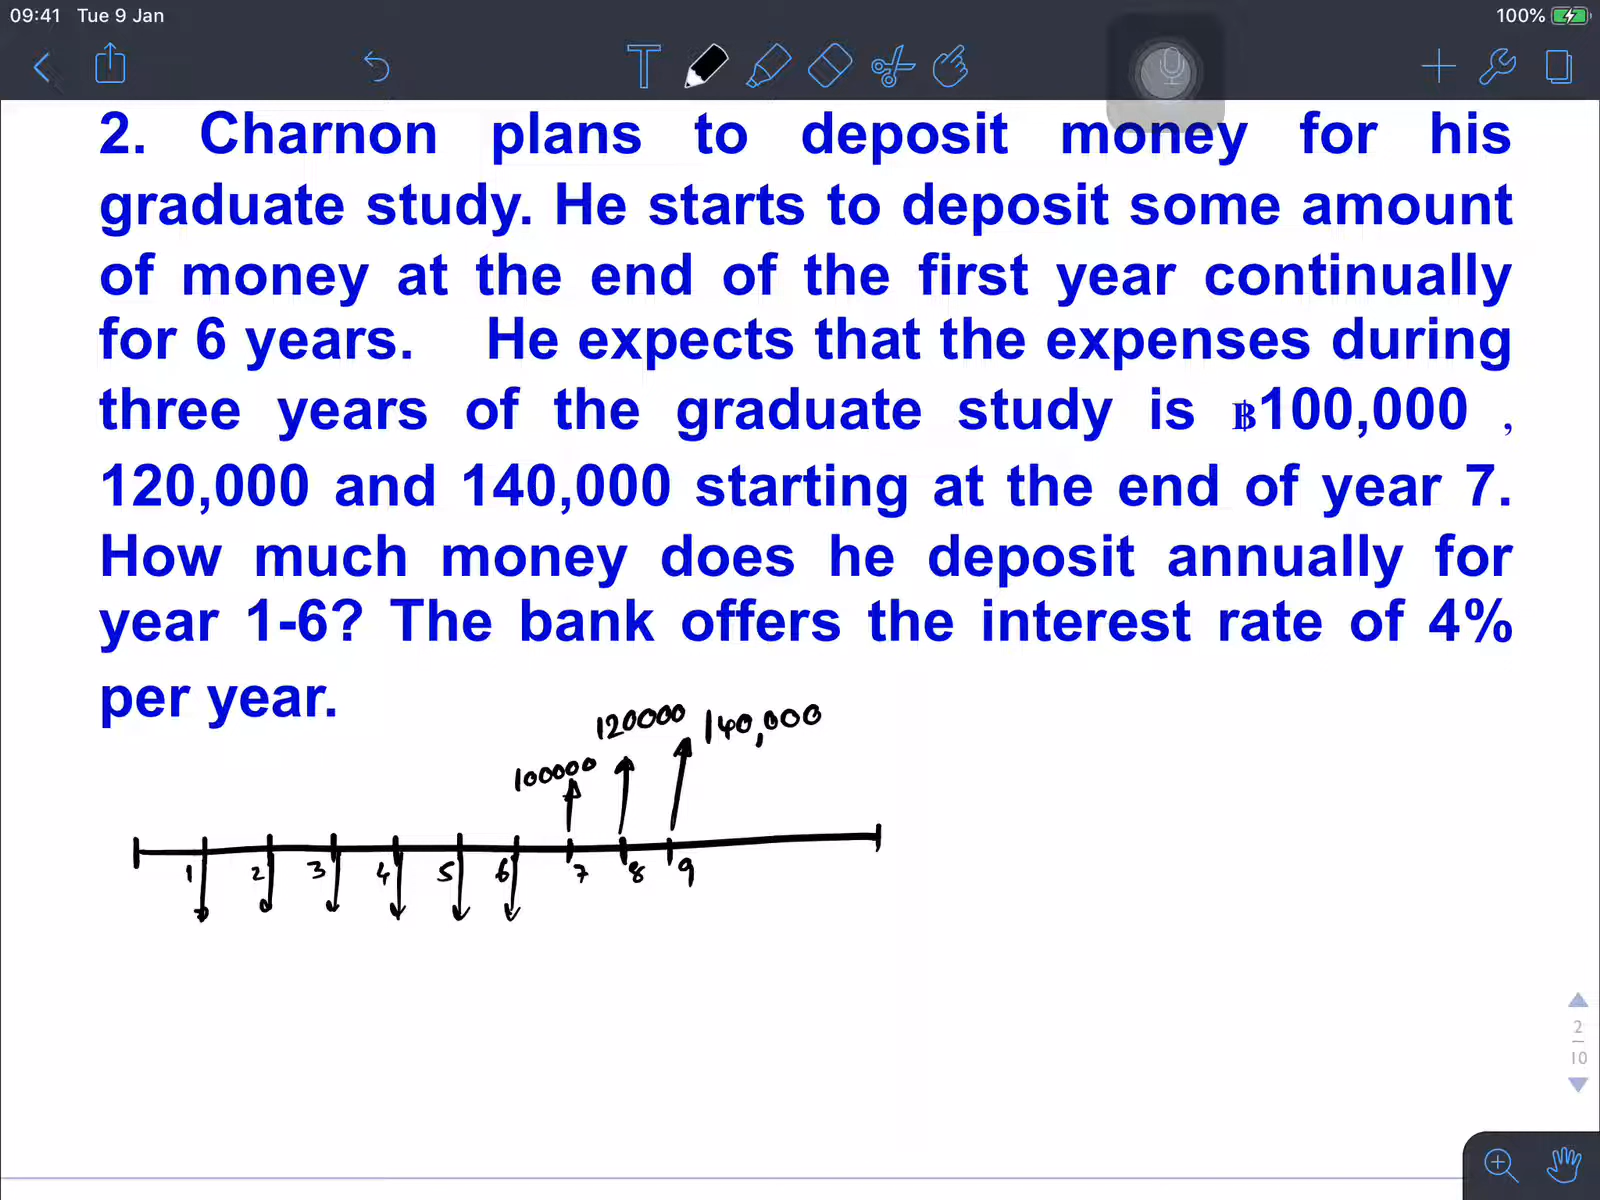 09:41 Tue 9 Jan
100%
2. Charnon plans to deposit money for his
graduate study. He starts to deposit some amount
of money at the end of the first year continually
for 6 years. He expects that the expenses during
three years of the graduate study is ฿100,000 ,
120,000 and 140,000 starting at the end of year 7.
How much money does he deposit annually for
year 1-6? The bank offers the interest rate of 4%
per year.
120000 140,000
100000
1 2 3 4 5 6 7 8 9
2
10